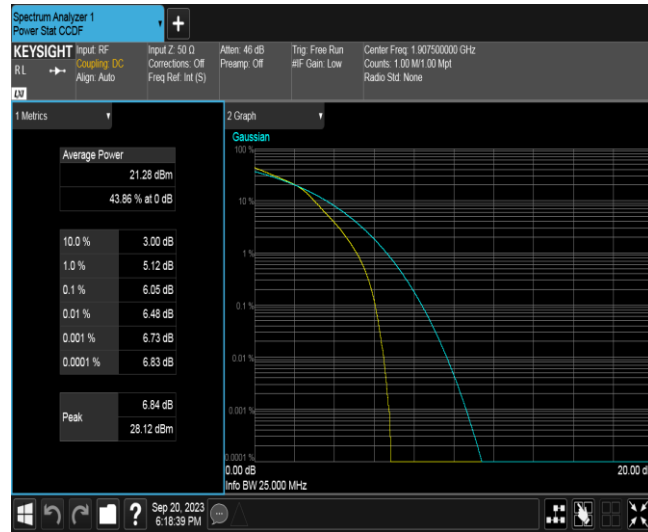 Spectrum Analyzer 1
Power Stat CCDF
+
KEYSIGHT
RL
LXI
Input: RF
Coupling: DC
Align: Auto
Input Z: 50 Ω
Corrections: Off
Freq Ref: Int (S)
Atten: 46 dB
Preamp: Off
Trig: Free Run
#IF Gain: Low
Center Freq: 1.907500000 GHz
Counts: 1.00 M/1.00 Mpt
Radio Std: None
1 Metrics
Average Power
21.28 dBm
43.86 % at 0 dB
10.0 % 3.00 dB
1.0 % 5.12 dB
0.1 % 6.05 dB
0.01 % 6.48 dB
0.001 % 6.73 dB
0.0001 % 6.83 dB
Peak
6.84 dB
28.12 dBm
2 Graph
Gaussian
100 %
10 %
1 %
0.1 %
0.01 %
0.001 %
0.0001 %
0.00 dB
20.00 d
Info BW 25.000 MHz
?
Sep 20, 2023
6:18:39 PM